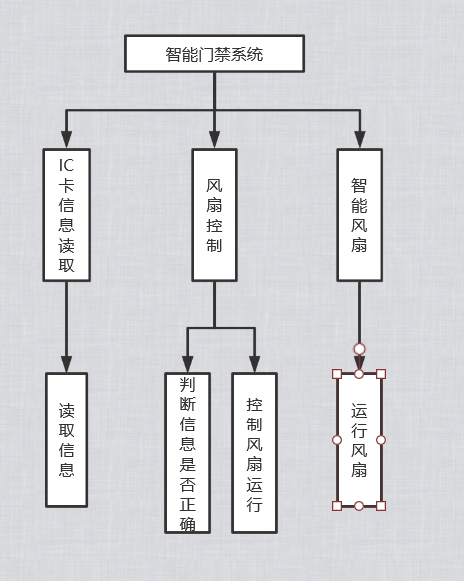 智能门禁系统
IC卡信息读取
风扇控制
智能风扇
读取信息
判断信息是否正确
控制风扇运行
运行风扇